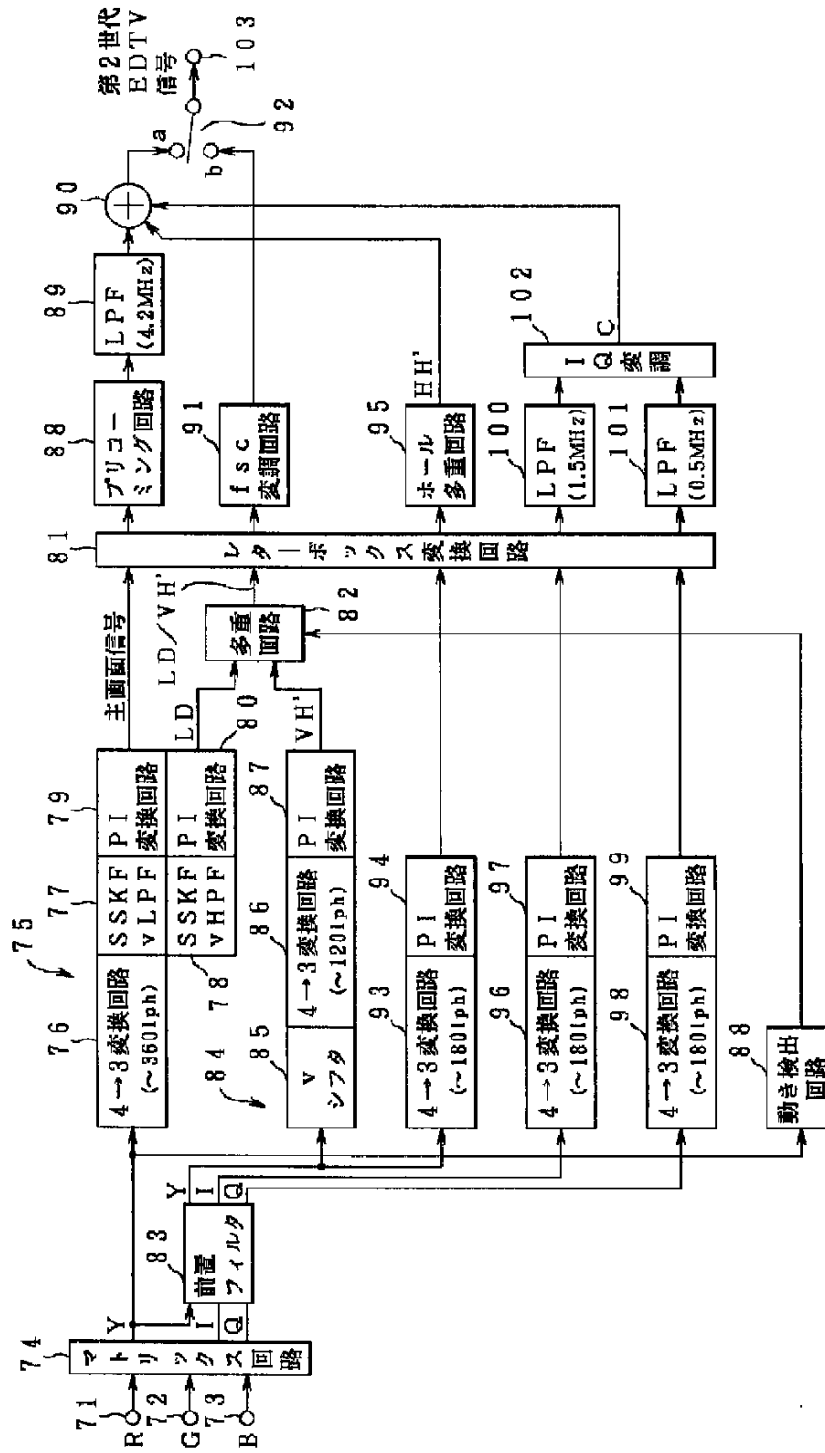 71
R
72
G
73
B
74
マトリックス回路
Y
I
Q
83
前置
フィルタ
Y
I
Q
75
76
4→3変換回路
(~360lph)
77
SSKF
vLPF
79
PI
変換回路
主画面信号
78
SSKF
vHPF
80
PI
変換回路
LD
84
85
v
シフタ
86
4→3変換回路
(~120lph)
87
PI
変換回路
VH'
82
多重
回路
LD/VH'
93
4→3変換回路
(~180lph)
94
PI
変換回路
96
4→3変換回路
(~180lph)
97
PI
変換回路
98
4→3変換回路
(~180lph)
99
PI
変換回路
88
動き検出
回路
81
レターボックス変換回路
88
プリコー
ミング回路
89
LPF
(4.2MHz)
90
91
fsc
変調回路
95
ホール
多重回路
HH'
100
LPF
(1.5MHz)
101
LPF
(0.5MHz)
102
IQ変調
C
a
b
92
第2世代
EDTV
信号
103